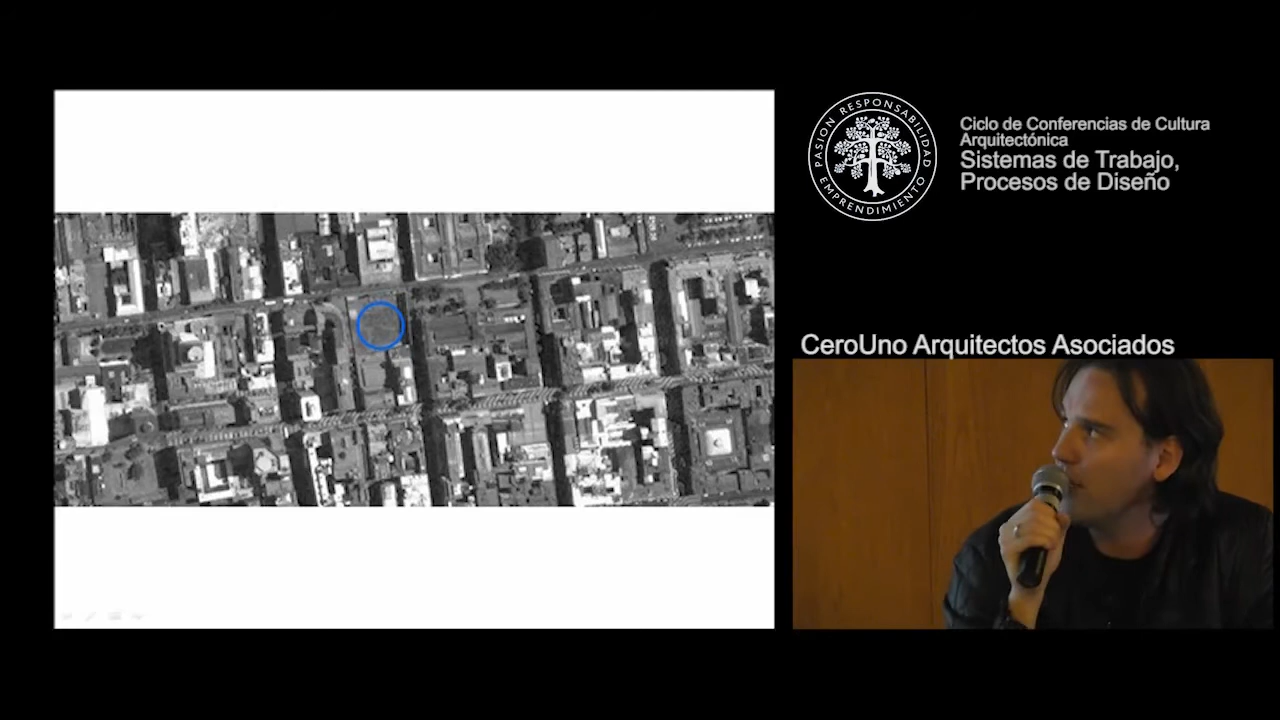 PASION RESPONSABILIDAD
EMPRENDIMIENTO
Ciclo de Conferencias de Cultura
Arquitectónica
Sistemas de Trabajo,
Procesos de Diseño
CeroUno Arquitectos Asociados